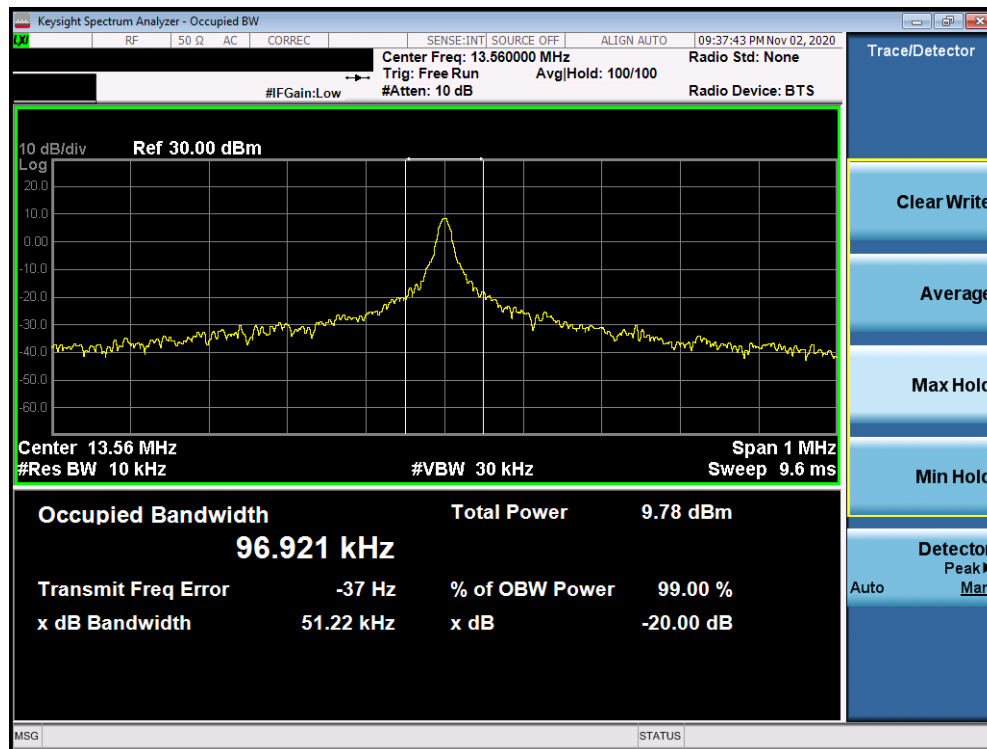 Keysight Spectrum Analyzer - Occupied BW
LXI RF 50 Ω AC CORREC SENSE:INT SOURCE OFF ALIGN AUTO 09:37:43 PM Nov 02, 2020
Center Freq: 13.560000 MHz Radio Std: None
Trig: Free Run Avg|Hold: 100/100
#IFGain:Low #Atten: 10 dB Radio Device: BTS
Trace/Detector
10 dB/div Ref 30.00 dBm
Log
20.0
10.0
0.00
-10.0
-20.0
-30.0
-40.0
-50.0
-60.0
Center 13.56 MHz Span 1 MHz
#Res BW 10 kHz #VBW 30 kHz Sweep 9.6 ms
Occupied Bandwidth Total Power 9.78 dBm
96.921 kHz
Transmit Freq Error -37 Hz % of OBW Power 99.00 %
x dB Bandwidth 51.22 kHz x dB -20.00 dB
Clear Write
Average
Max Hold
Min Hold
Detector
Peak
Auto Man
MSG STATUS